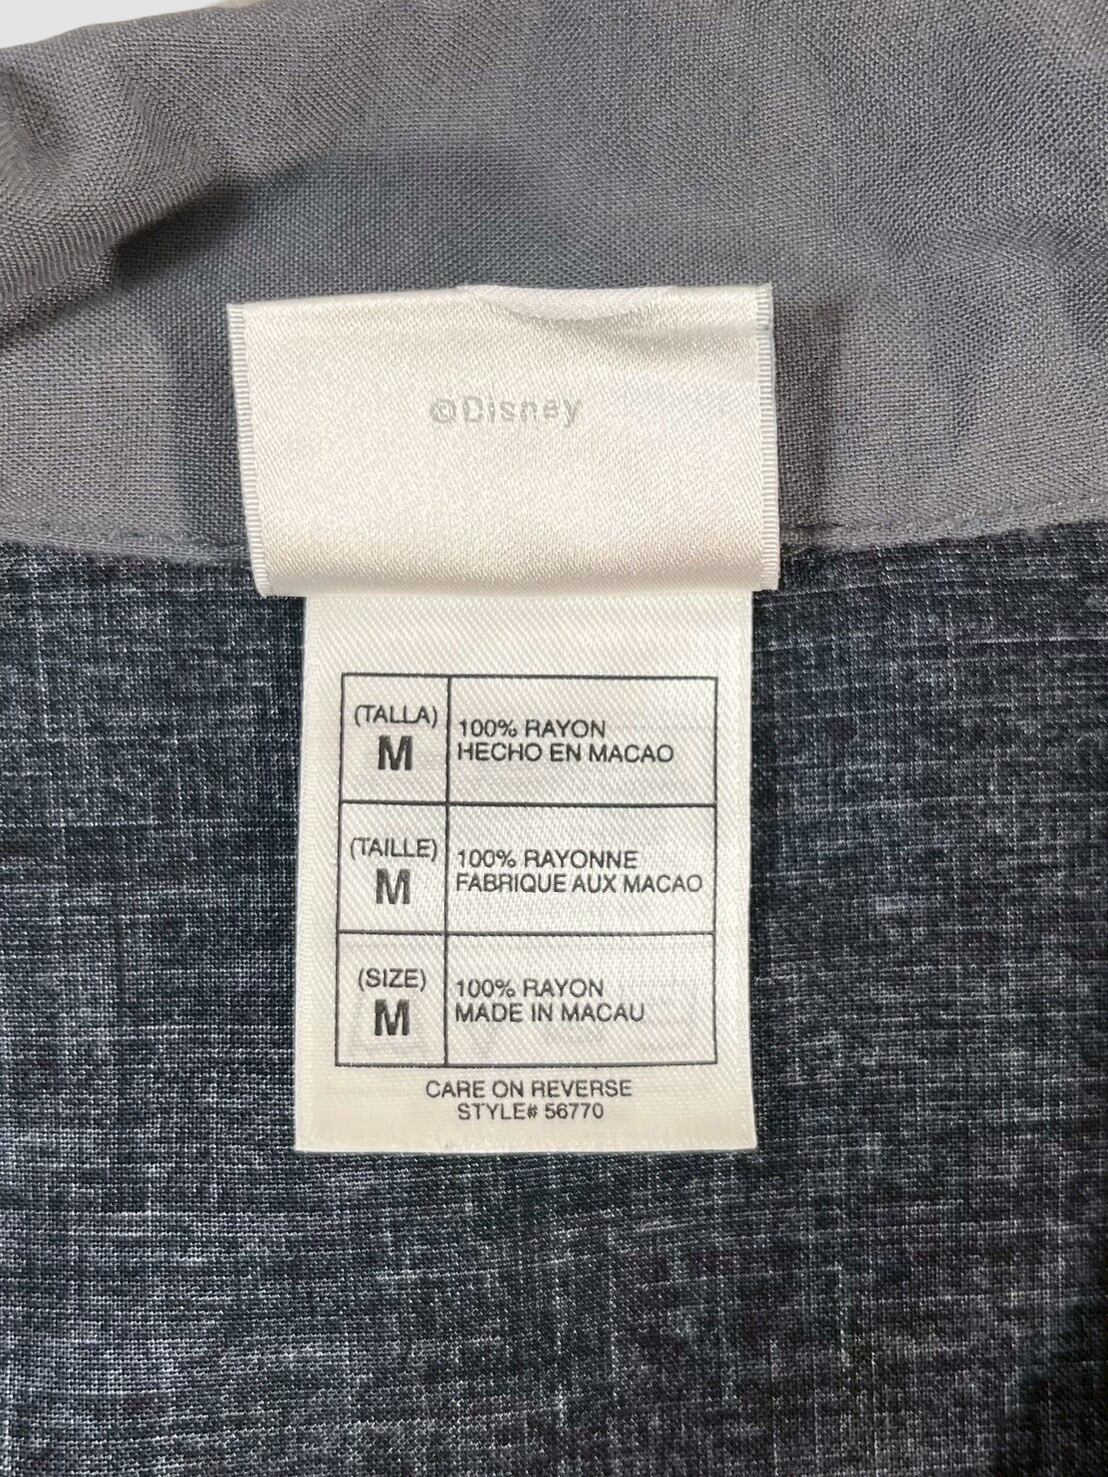 ©Disney
(TALLA)
M
100% RAYON
HECHO EN MACAO
(TAILLE)
M
100% RAYONNE
FABRIQUE AUX MACAO
(SIZE)
M
100% RAYON
MADE IN MACAU
CARE ON REVERSE
STYLE# 56770